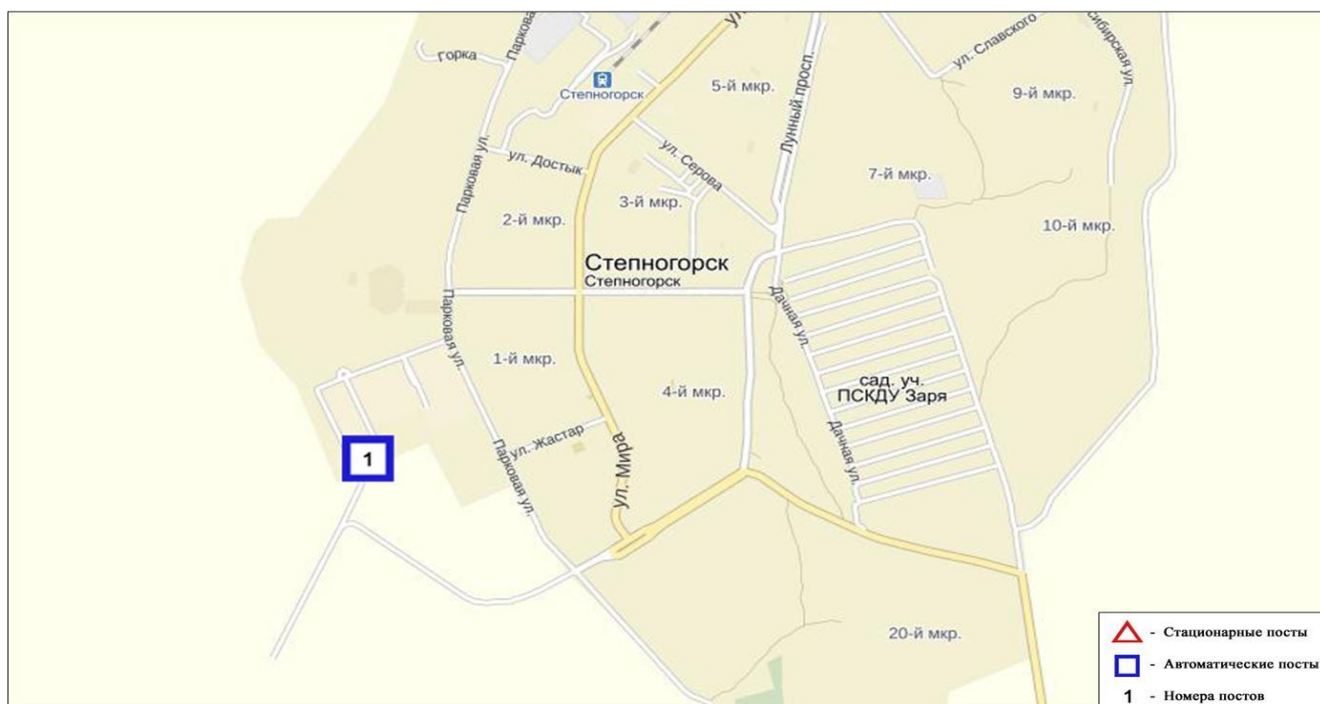 Парковая
ул.
Горка
Степногорск
5-й мкр.
Лунный просп.
ул. Славского
сибирская ул.
9-й мкр.
Парковая ул.
ул. Достык
ул. Серова
7-й мкр.
3-й мкр.
2-й мкр.
10-й мкр.
Степногорск
Степногорск
Парковая ул.
Дачная ул.
1-й мкр.
4-й мкр.
сад. уч.
ПСКДУ Заря
ул. Жастар
ул. Мира
Парковая ул.
Дачная ул.
1
20-й мкр.
- Стационарные посты
- Автоматические посты
1 - Номера постов